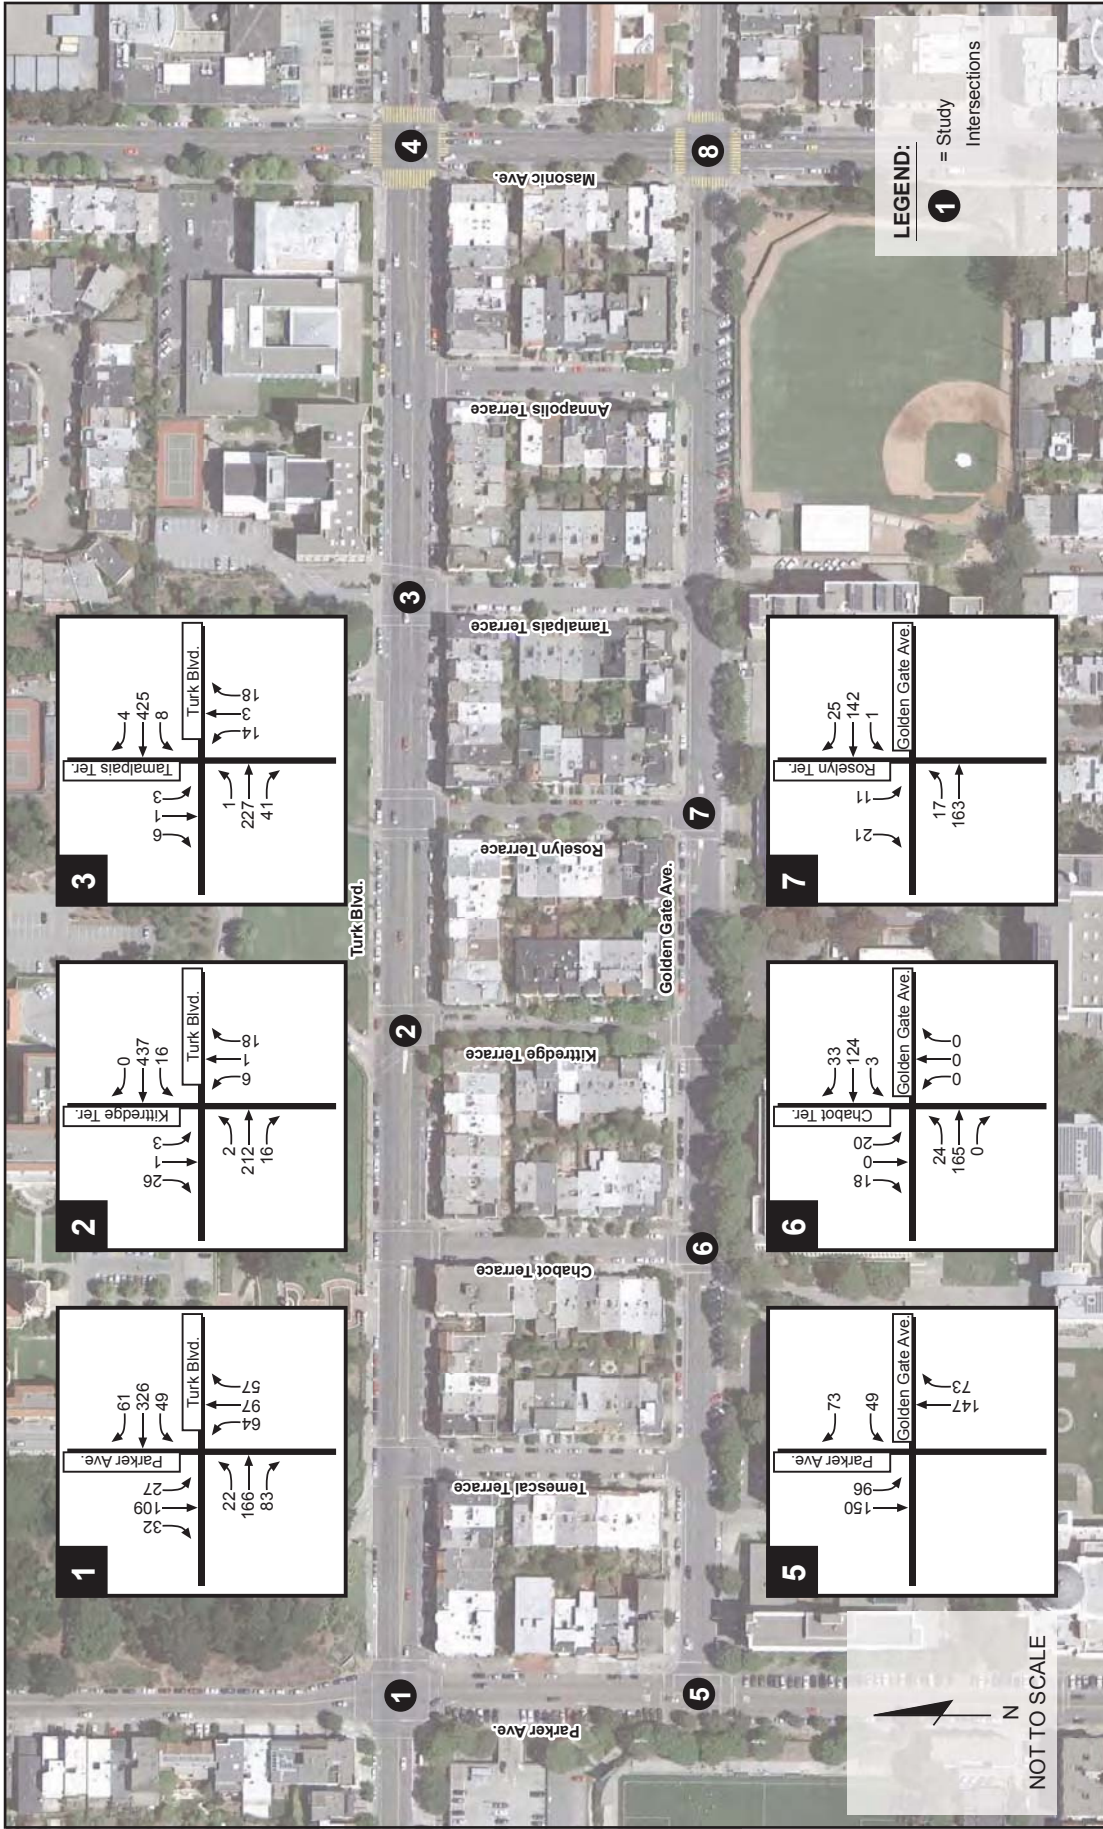 1
Parker Ave.
Turk Blvd.
32
109
27
61
326
49
22
166
83
64
97
57
2
Kittredge Ter.
Turk Blvd.
26
1
3
0
437
16
2
212
16
9
1
18
3
Tamalpais Ter.
Turk Blvd.
6
1
3
4
425
8
1
227
41
14
3
18
Turk Blvd.
1
2
3
4
Parker Ave.
Temescal Terrace
Chabot Terrace
Kittredge Terrace
Roselyn Terrace
Tamalpais Terrace
Annapolis Terrace
Masonic Ave.
Golden Gate Ave.
5
6
7
8
5
Parker Ave.
Golden Gate Ave.
150
96
73
49
147
73
6
Chabot Ter.
Golden Gate Ave.
18
0
20
33
124
3
24
165
0
0
0
0
7
Roselyn Ter.
Golden Gate Ave.
21
11
25
142
1
17
163
N
NOT TO SCALE
LEGEND:
1
= Study
Intersections